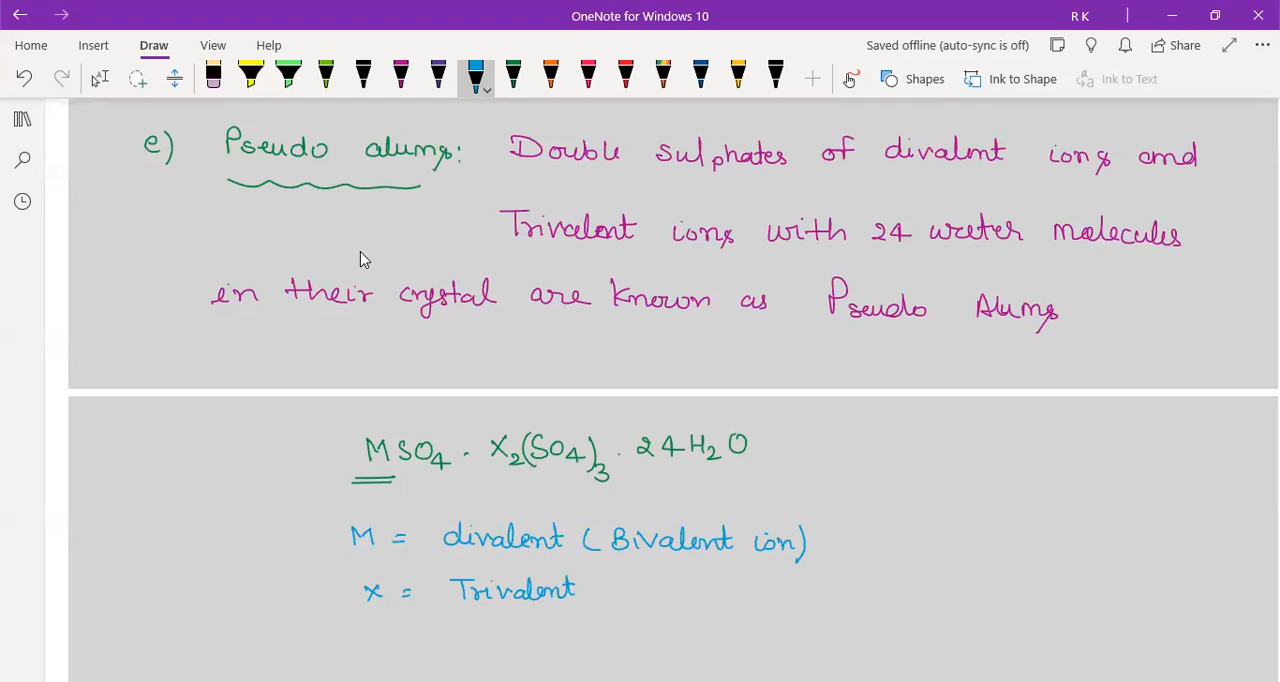 OneNote for Windows 10
R K
Home Insert Draw View Help
Saved offline (auto-sync is off) Share
Shapes Ink to Shape Ink to Text
e) Pseudo alums: Double sulphates of divalent ions and
Trivalent ions with 24 water molecules
in their crystal are known as Pseudo Alums
MSO₄ . X₂(SO₄)₃ . 24H₂O
M = divalent (Bivalent ion)
x = Trivalent